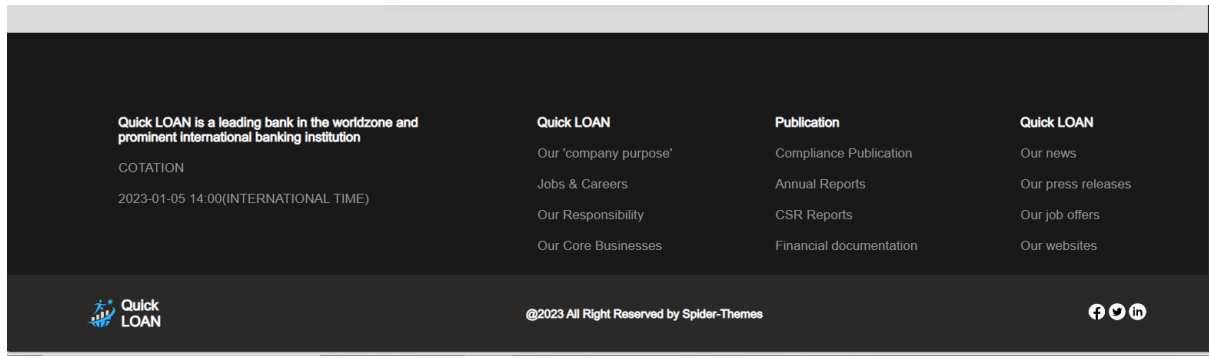 Quick LOAN is a leading bank in the worldzone and
prominent international banking institution
COTATION
2023-01-05 14:00(INTERNATIONAL TIME)
Quick LOAN
Our 'company purpose'
Jobs & Careers
Our Responsibility
Our Core Businesses
Publication
Compliance Publication
Annual Reports
CSR Reports
Financial documentation
Quick LOAN
Our news
Our press releases
Our job offers
Our websites
Quick
LOAN
@2023 All Right Reserved by Spider-Themes